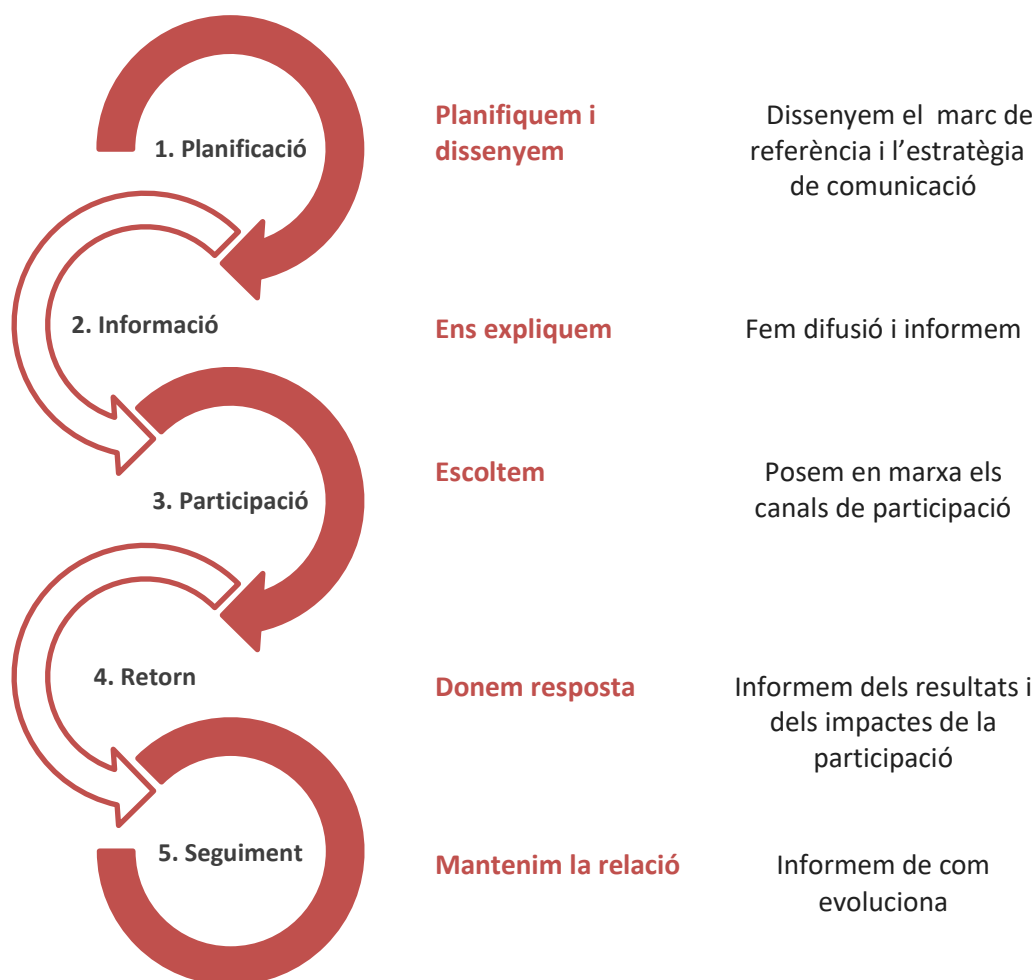 1. Planificació
Planifiquem i
dissenyem
Dissenyem el marc de
referència i l’estratègia
de comunicació
2. Informació
Ens expliquem
Fem difusió i informem
3. Participació
Escoltem
Posem en marxa els
canals de participació
4. Retorn
Donem resposta
Informem dels resultats i
dels impactes de la
participació
5. Seguiment
Mantenim la relació
Informem de com
evoluciona